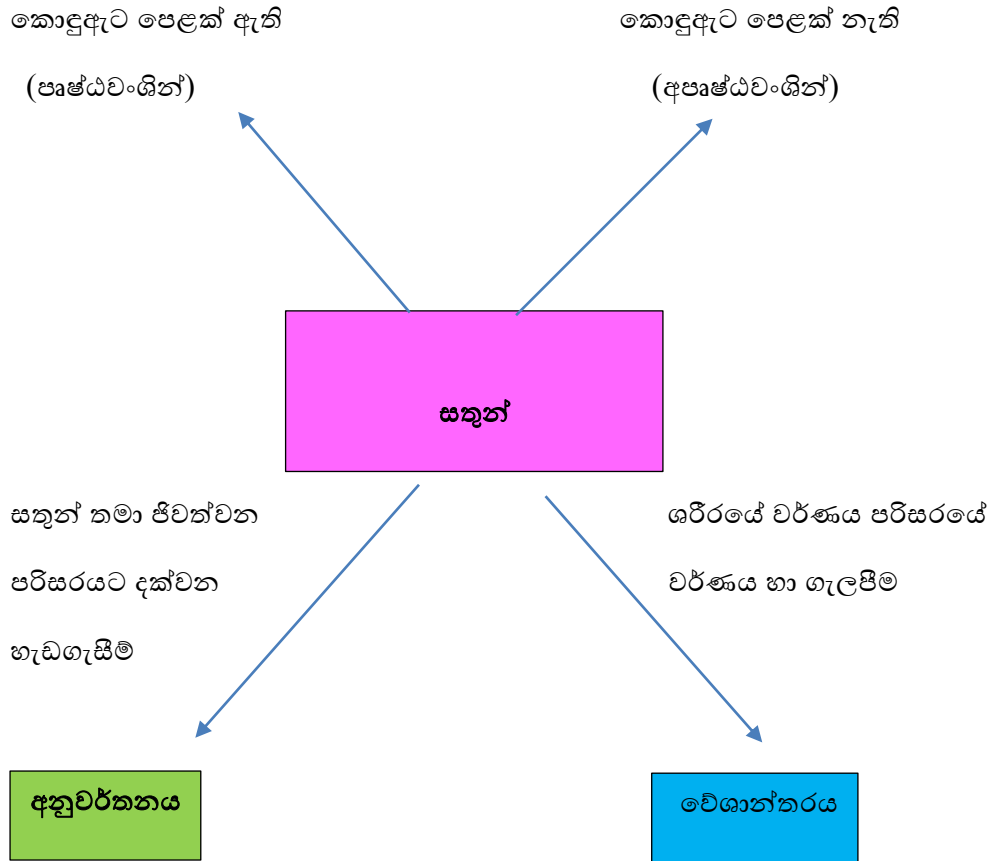 කොඳුඇට පෙළක් ඇති
(පෘෂ්ඨවංශින්)
කොඳුඇට පෙළක් නැති
(අපෘෂ්ඨවංශින්)
සතුන්
සතුන් තමා ජිවත්වන
පරිසරයට දක්වන
හැඩගැසීම්
ශරීරයේ වර්ණය පරිසරයේ
වර්ණය හා ගැලපීම
අනුවර්තනය
වේශාන්තරය